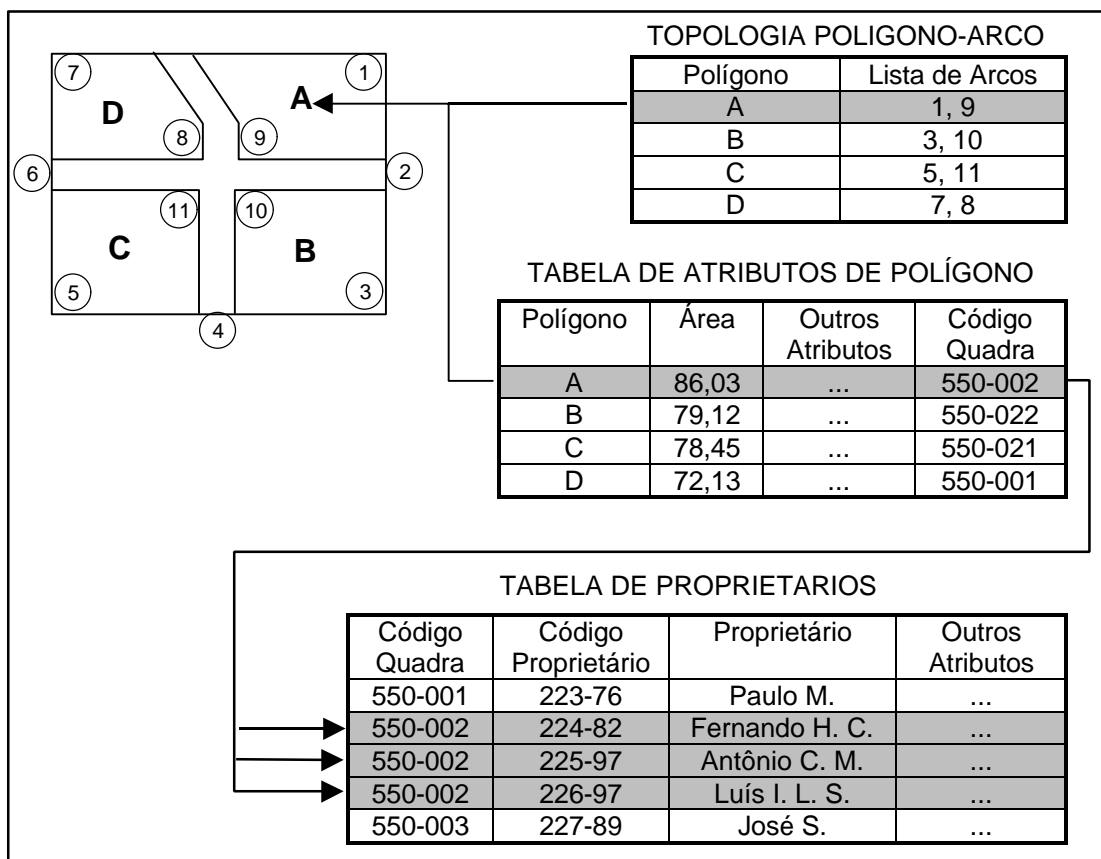 TOPOLOGIA POLIGONO-ARCO
Polígono Lista de Arcos
A 1, 9
B 3, 10
C 5, 11
D 7, 8
7 1
D A
8 9
6 2
11 10
C B
5 3
4
TABELA DE ATRIBUTOS DE POLÍGONO
Polígono Área Outros Código
Atributos Quadra
A 86,03 ... 550-002
B 79,12 ... 550-022
C 78,45 ... 550-021
D 72,13 ... 550-001
TABELA DE PROPRIETARIOS
Código Código Proprietário Outros
Quadra Proprietário Atributos
550-001 223-76 Paulo M. ...
550-002 224-82 Fernando H. C. ...
550-002 225-97 Antônio C. M. ...
550-002 226-97 Luís I. L. S. ...
550-003 227-89 José S. ...